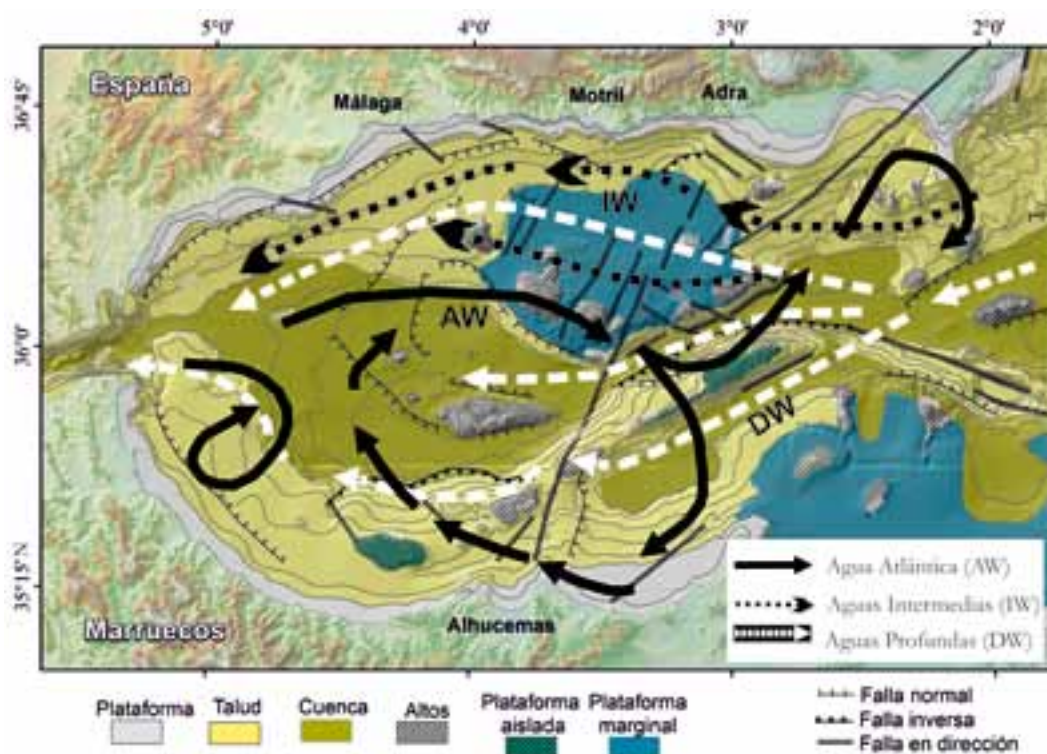 5°0' 4°0' 3°0' 2°0'
España
36°45'
Málaga
Motril
Adra
IW
AW
36°0'
DW
35°15'
Marruecos
Alhucemas
Agua Atlámica (AW)
Aguas Intermedias (IW)
Aguas Profundas (DW)
Plataforma
Talud
Cuenca
Altos
Plataforma aislada
Plataforma marginal
Falla normal
Falla inversa
Falla en dirección